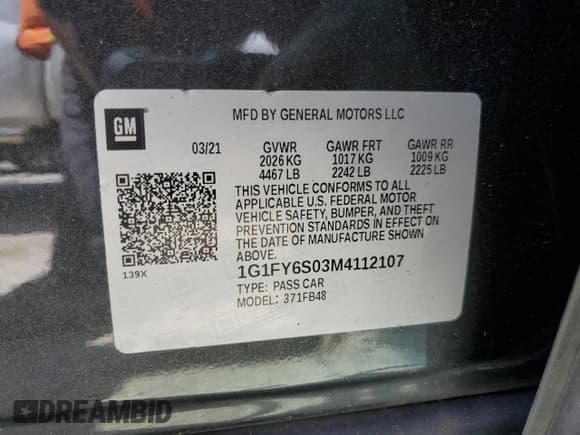 GM
MFD BY GENERAL MOTORS LLC
03/21 GVWR GAWR FRT GAWR RR
2026 KG 1017 KG 1009 KG
4467 LB 2242 LB 2225 LB
THIS VEHICLE CONFORMS TO ALL
APPLICABLE U.S. FEDERAL MOTOR
VEHICLE SAFETY, BUMPER, AND THEFT
PREVENTION STANDARDS IN EFFECT ON
THE DATE OF MANUFACTURE SHOWN
ABOVE.
139X
1G1FY6S03M4112107
TYPE: PASS CAR
MODEL: 371FB48
DREAMBID